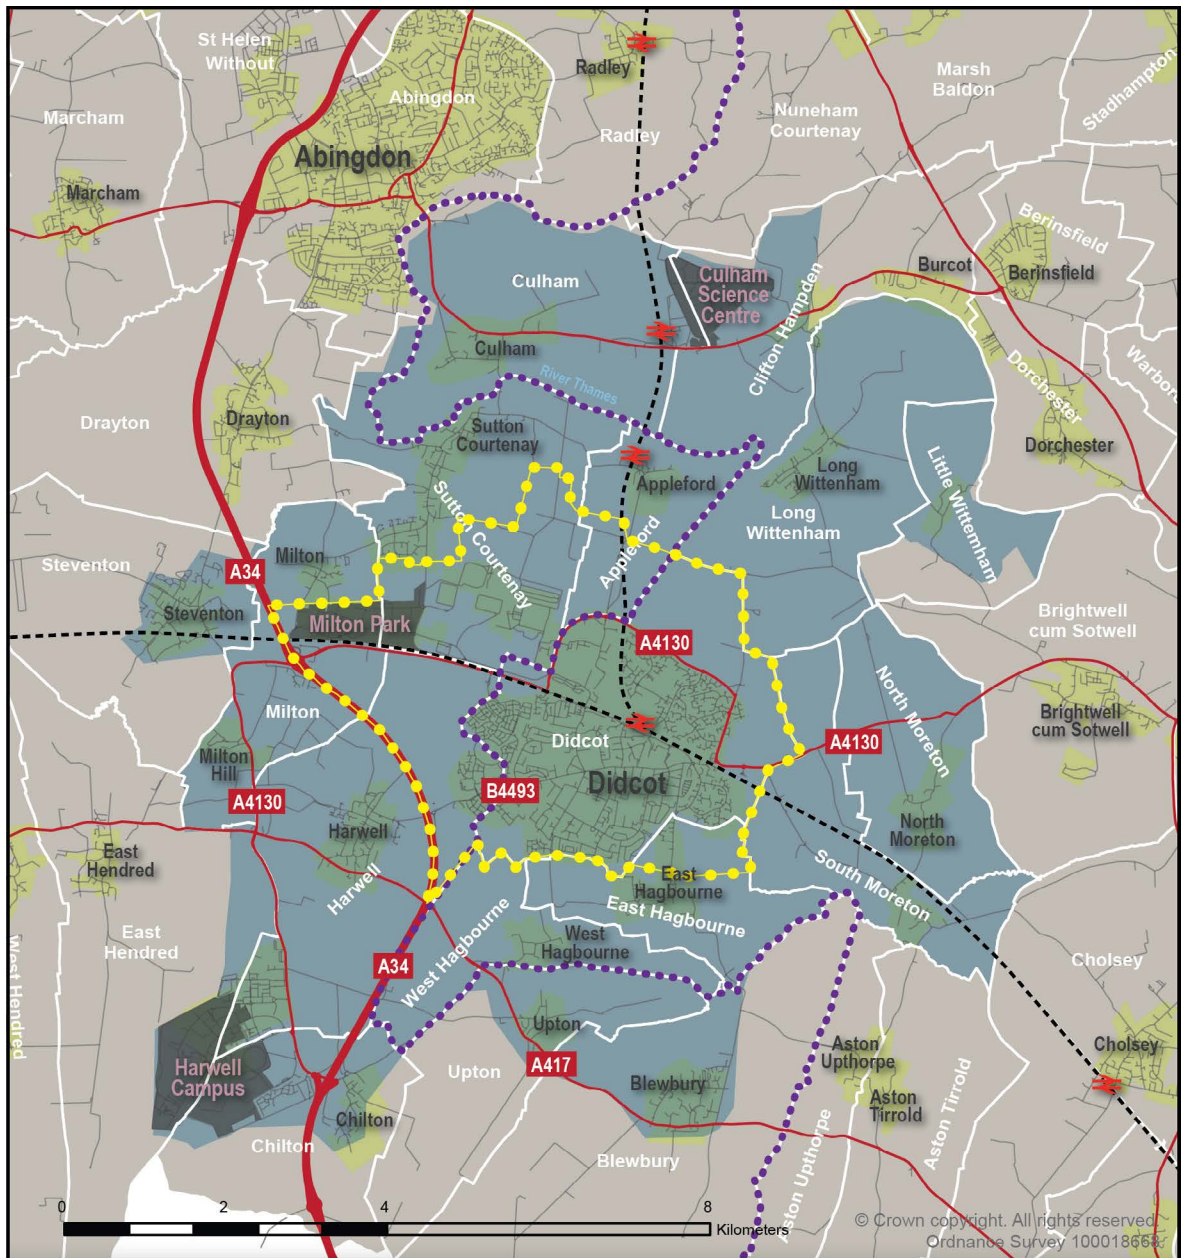 St Helen
Without
Radley
Marsh
Baldon
Stadhampton
Abingdon
Marcham
Nuneham
Courtenay
Radley
Abingdon
Marcham
Berinsfield
Burcot
Berinsfield
Culham
Culham
Science
Centre
Clifton Hampden
Culham
River Thames
Dorchester
Drayton
Drayton
Sutton
Courtenay
Dorchester
Long
Wittenham
Appleford
Little Wittemham
Sutton Courtenay
Long
Wittenham
Appleford
Milton
Steventon
A34
Steventon
Milton Park
Brightwell
cum Sotwell
A4130
North Moreton
Milton
Brightwell
cum Sotwell
Didcot
A4130
Milton
Hill
Didcot
B4493
A4130
Harwell
North
Moreton
East
Hendred
Harwell
East
Hagbourne
South Moreton
East Hagbourne
West
Hagbourne
West Hagbourne
East
Hendred
West Hendred
A34
Cholsey
Upton
Aston
Upthorpe
Cholsey
Harwell
Campus
Upton
A417
Blewbury
Aston
Tirrold
Aston Tirrold
Chilton
Chilton
Blewbury
Aston Upthorpe
0 2 4 8
Kilometers
© Crown copyright. All rights reserved.
Ordnance Survey 100018668